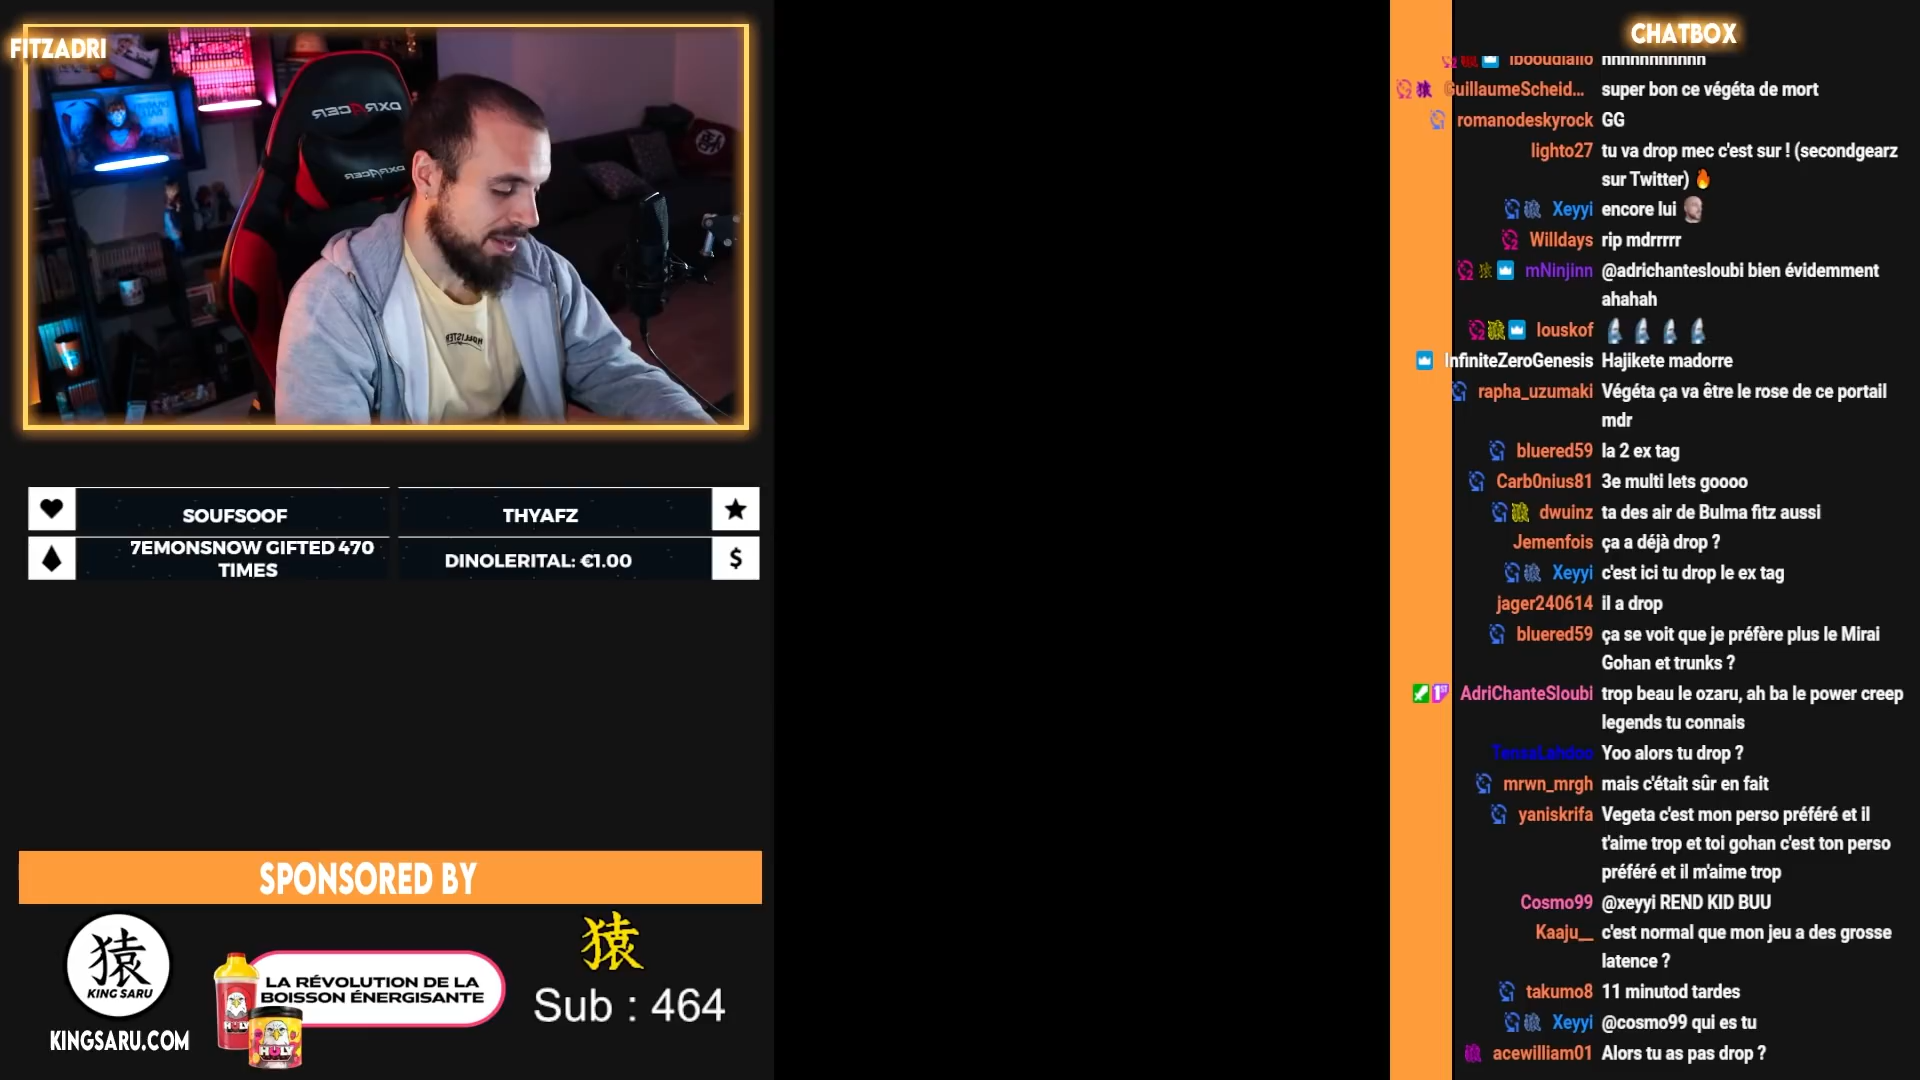 FITZADRI
DXRACER
DXRACER
HOLLISTER
SOUFSOOF
THYAFZ
7EMONSNOW GIFTED 470
TIMES
DINOLERITAL: €1.00
$
SPONSORED BY
猿
KING SARU
KINGSARU.COM
HOLY
LA RÉVOLUTION DE LA
BOISSON ÉNERGISANTE
猿
Sub : 464
CHATBOX
ibooudiallo hhhhhhhhhhh
GuillaumeScheid... super bon ce végéta de mort
romanodeskyrock GG
lighto27 tu va drop mec c'est sur ! (secondgearz
sur Twitter) 🔥
Xeyyi encore lui
Willdays rip mdrrrrr
mNinjinn @adrichantesloubi bien évidemment
ahahah
louskof
InfiniteZeroGenesis Hajikete madorre
rapha_uzumaki Végéta ça va être le rose de ce portail
mdr
bluered59 la 2 ex tag
Carb0nius81 3e multi lets goooo
dwuinz ta des air de Bulma fitz aussi
Jemenfois ça a déjà drop ?
Xeyyi c'est ici tu drop le ex tag
jager240614 il a drop
bluered59 ça se voit que je préfère plus le Mirai
Gohan et trunks ?
AdriChanteSloubi trop beau le ozaru, ah ba le power creep
legends tu connais
TensaLahdoo Yoo alors tu drop ?
mrwn_mrgh mais c'était sûr en fait
yaniskrifa Vegeta c'est mon perso préféré et il
t'aime trop et toi gohan c'est ton perso
préféré et il m'aime trop
Cosmo99 @xeyyi REND KID BUU
Kaaju__ c'est normal que mon jeu a des grosse
latence ?
takumo8 11 minutod tardes
Xeyyi @cosmo99 qui es tu
acewilliam01 Alors tu as pas drop ?